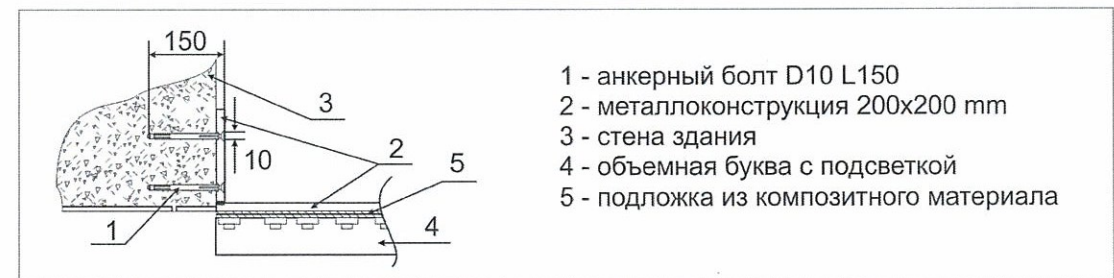 150
3
10
2
5
1
4
1 - анкерный болт D10 L150
2 - металлоконструкция 200x200 mm
3 - стена здания
4 - объемная буква с подсветкой
5 - подложка из композитного материала